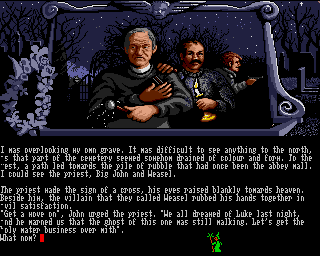 I was overlooking my own grave. It was difficult to see anything to the north,
as that part of the cemetery seemed somehow drained of colour and form. To the
west, a path led towards the pile of rubble that had once been the abbey wall.
I could see the priest, Big John and Weasel.
The priest made the sign of a cross, his eyes raised blankly towards heaven.
Beside him, the villain that they called Weasel rubbed his hands together in
evil satisfaction.
"Get a move on", John urged the priest. "We all dreamed of Luke last night,
and he warned us that the ghost of this one was still walking. Let's get the
holy water business over with".
What now?